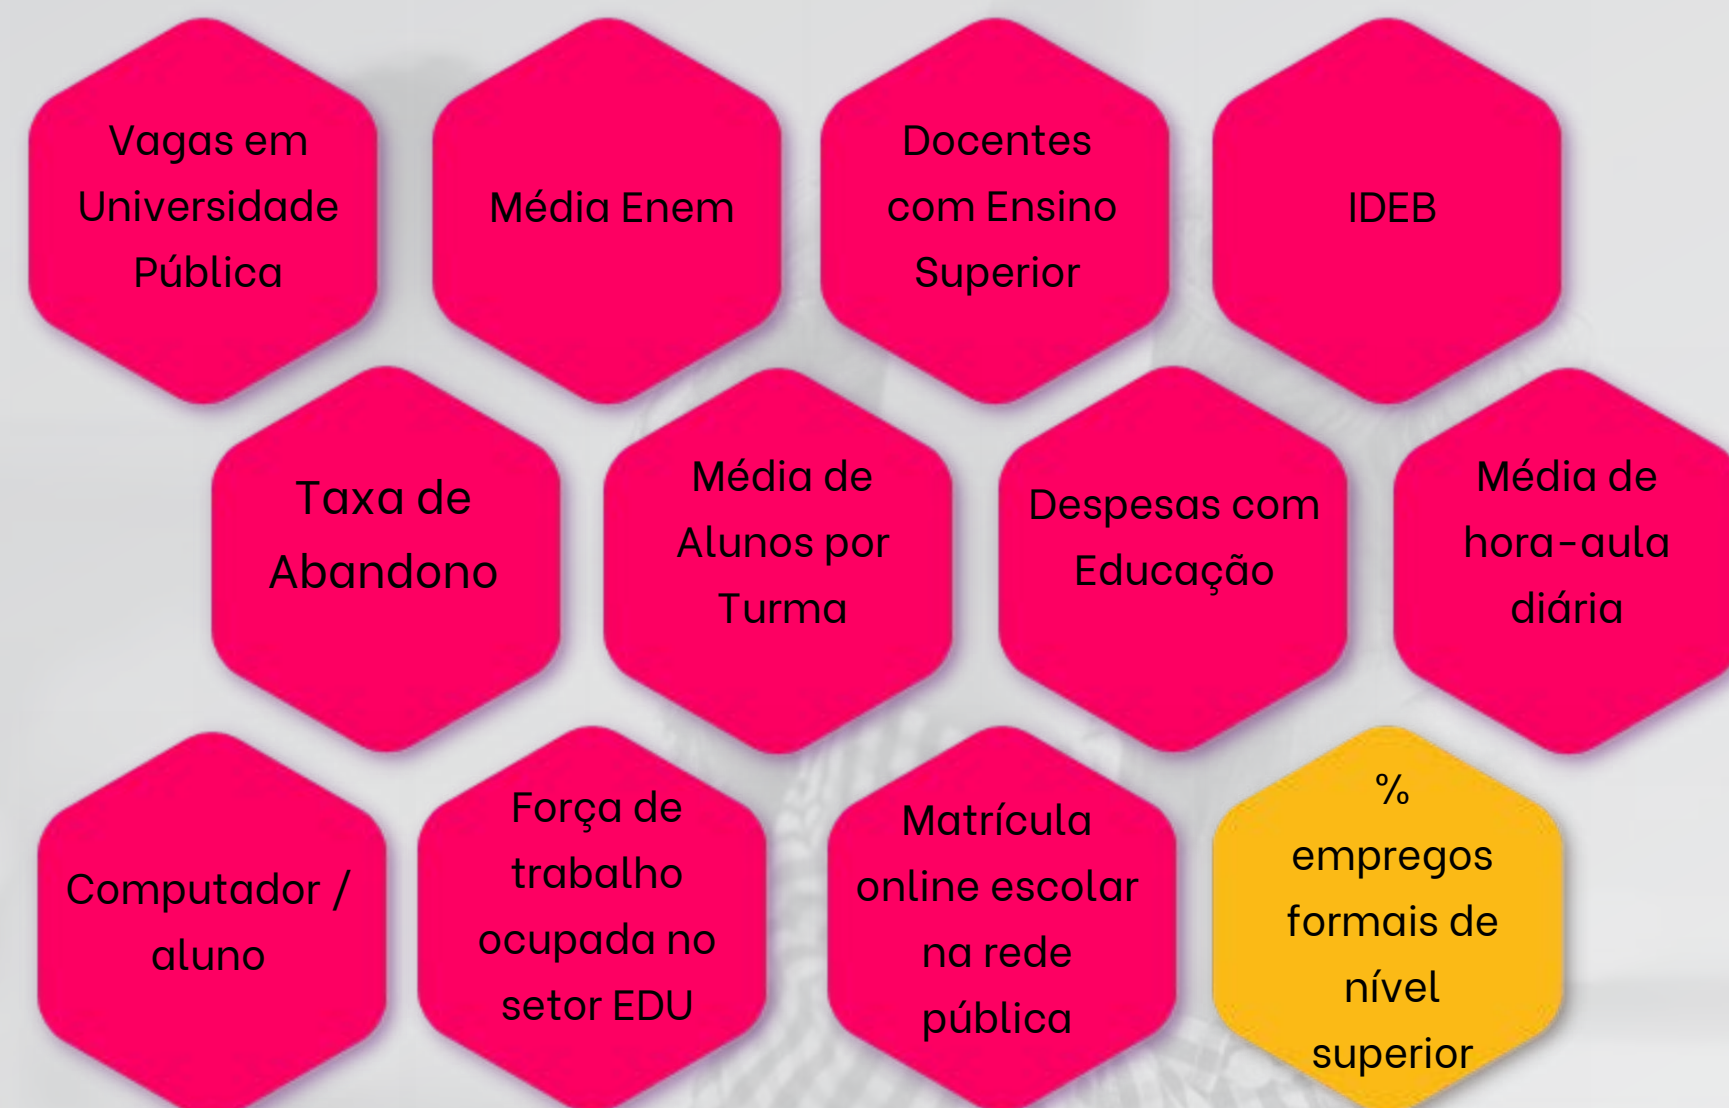 Vagas em
Universidade
Pública
Média Enem
Docentes
com Ensino
Superior
IDEB
Taxa de
Abandono
Média de
Alunos por
Turma
Despesas com
Educação
Média de
hora-aula
diária
Computador /
aluno
Força de
trabalho
ocupada no
setor EDU
Matrícula
online escolar
na rede
pública
%
empregos
formais de
nível
superior